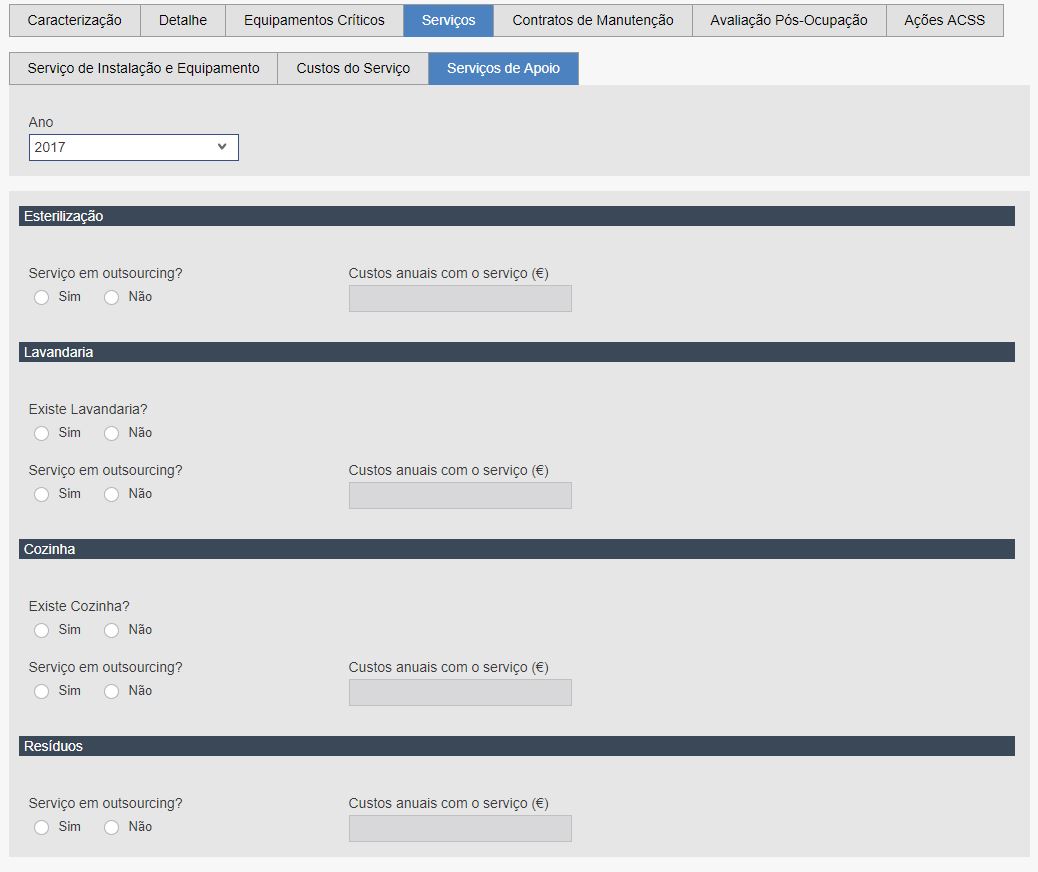 Caracterização Detalhe Equipamentos Críticos Serviços Contratos de Manutenção Avaliação Pós-Ocupação Ações ACSS
Serviço de Instalação e Equipamento Custos do Serviço Serviços de Apoio
Ano
2017
Esterilização
Serviço em outsourcing? Custos anuais com o serviço (€)
Sim Não
Lavandaria
Existe Lavandaria?
Sim Não
Serviço em outsourcing? Custos anuais com o serviço (€)
Sim Não
Cozinha
Existe Cozinha?
Sim Não
Serviço em outsourcing? Custos anuais com o serviço (€)
Sim Não
Resíduos
Serviço em outsourcing? Custos anuais com o serviço (€)
Sim Não